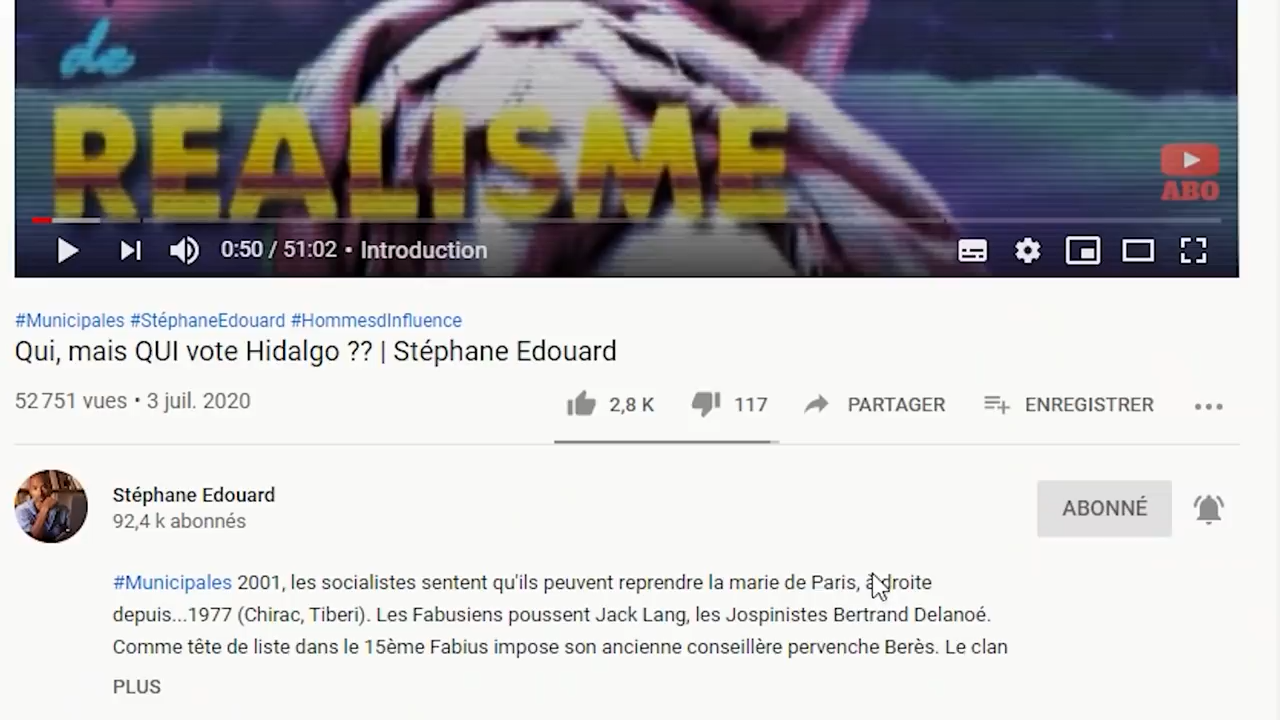 de
REALISME
ABO
0:50 / 51:02 • Introduction
#Municipales #StéphaneEdouard #HommesdInfluence
Qui, mais QUI vote Hidalgo ?? | Stéphane Edouard
52 751 vues • 3 juil. 2020
2,8 K 117 PARTAGER ENREGISTRER
Stéphane Edouard
92,4 k abonnés
ABONNÉ
#Municipales 2001, les socialistes sentent qu'ils peuvent reprendre la marie de Paris, à droite
depuis...1977 (Chirac, Tiberi). Les Fabusiens poussent Jack Lang, les Jospinistes Bertrand Delanoé.
Comme tête de liste dans le 15ème Fabius impose son ancienne conseillère pervenche Berès. Le clan
PLUS